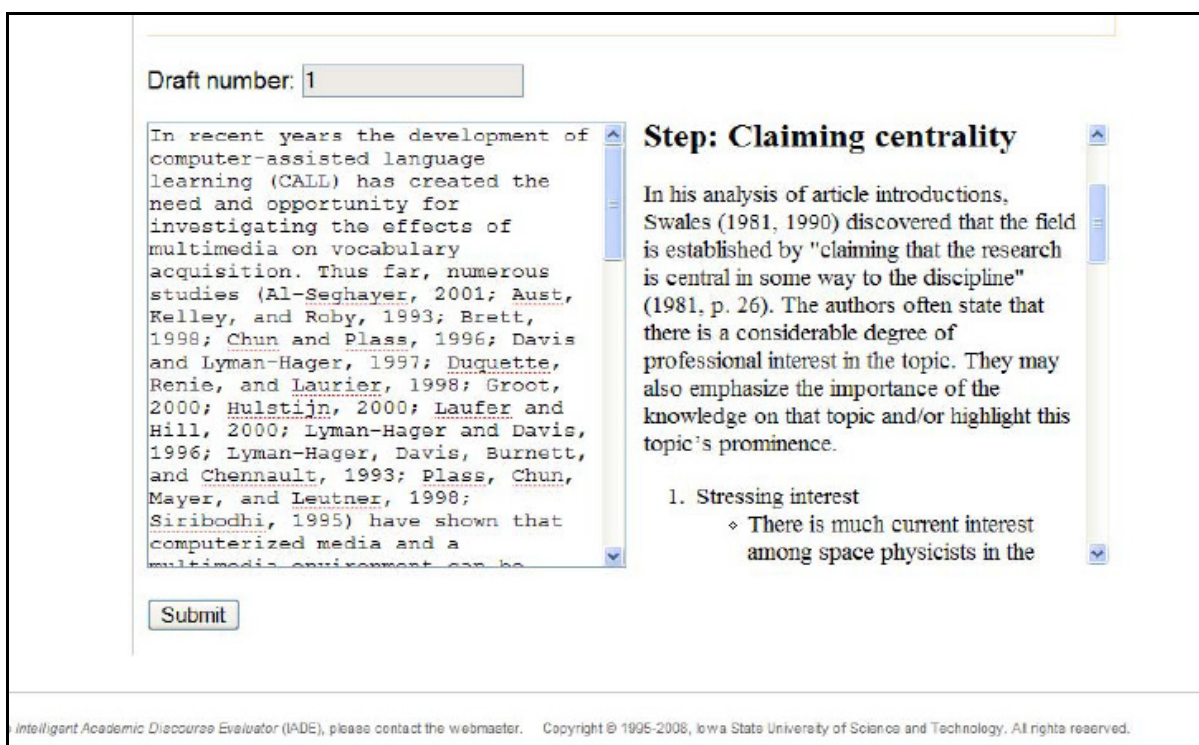 Draft number: 1
In recent years the development of
computer-assisted language
learning (CALL) has created the
need and opportunity for
investigating the effects of
multimedia on vocabulary
acquisition. Thus far, numerous
studies (Al-Seghayer, 2001; Aust,
Kelley, and Roby, 1993; Brett,
1998; Chun and Plass, 1996; Davis
and Lyman-Hager, 1997; Duquette,
Renie, and Laurier, 1998; Groot,
2000; Hulstijn, 2000; Laufer and
Hill, 2000; Lyman-Hager and Davis,
1996; Lyman-Hager, Davis, Burnett,
and Chennault, 1993; Plass, Chun,
Mayer, and Leutner, 1998;
Siribodhi, 1995) have shown that
computerized media and a
multimedia environment can be
Step: Claiming centrality
In his analysis of article introductions,
Swales (1981, 1990) discovered that the field
is established by "claiming that the research
is central in some way to the discipline"
(1981, p. 26). The authors often state that
there is a considerable degree of
professional interest in the topic. They may
also emphasize the importance of the
knowledge on that topic and/or highlight this
topic's prominence.
1. Stressing interest
⋄ There is much current interest
among space physicists in the
Submit
Intelligent Academic Discourse Evaluator (IADE), please contact the webmaster. Copyright © 1995-2008, Iowa State University of Science and Technology. All rights reserved.